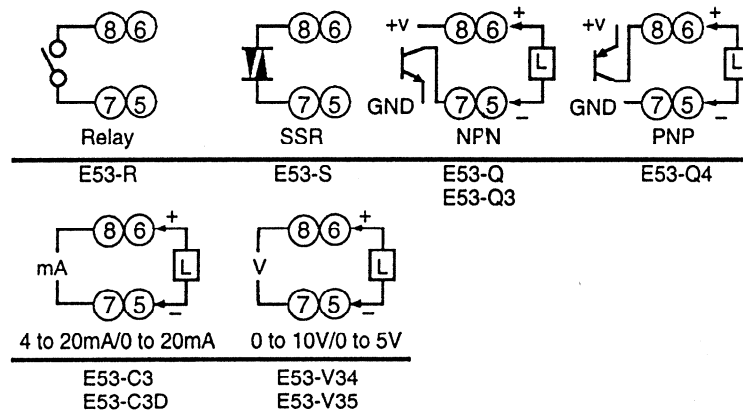 8 6
7 5
Relay
E53-R
8 6
7 5
SSR
E53-S
+v 8 6 +
L
GND 7 5 −
NPN
E53-Q
E53-Q3
+v 8 6 +
L
GND 7 5 −
PNP
E53-Q4
8 6 +
mA L
7 5 −
4 to 20mA/0 to 20mA
E53-C3
E53-C3D
8 6 +
V L
7 5 −
0 to 10V/0 to 5V
E53-V34
E53-V35